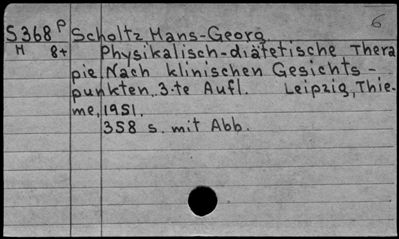 6
S368 P Scholtz, Hans-Georg
M 8+ Physikalisch-diätetische Thera
pie, Nach klinischen Gesichts-
punkten. 3.te Aufl. Leipzig, Thie-
me, 1951.
358 s. mit Abb.